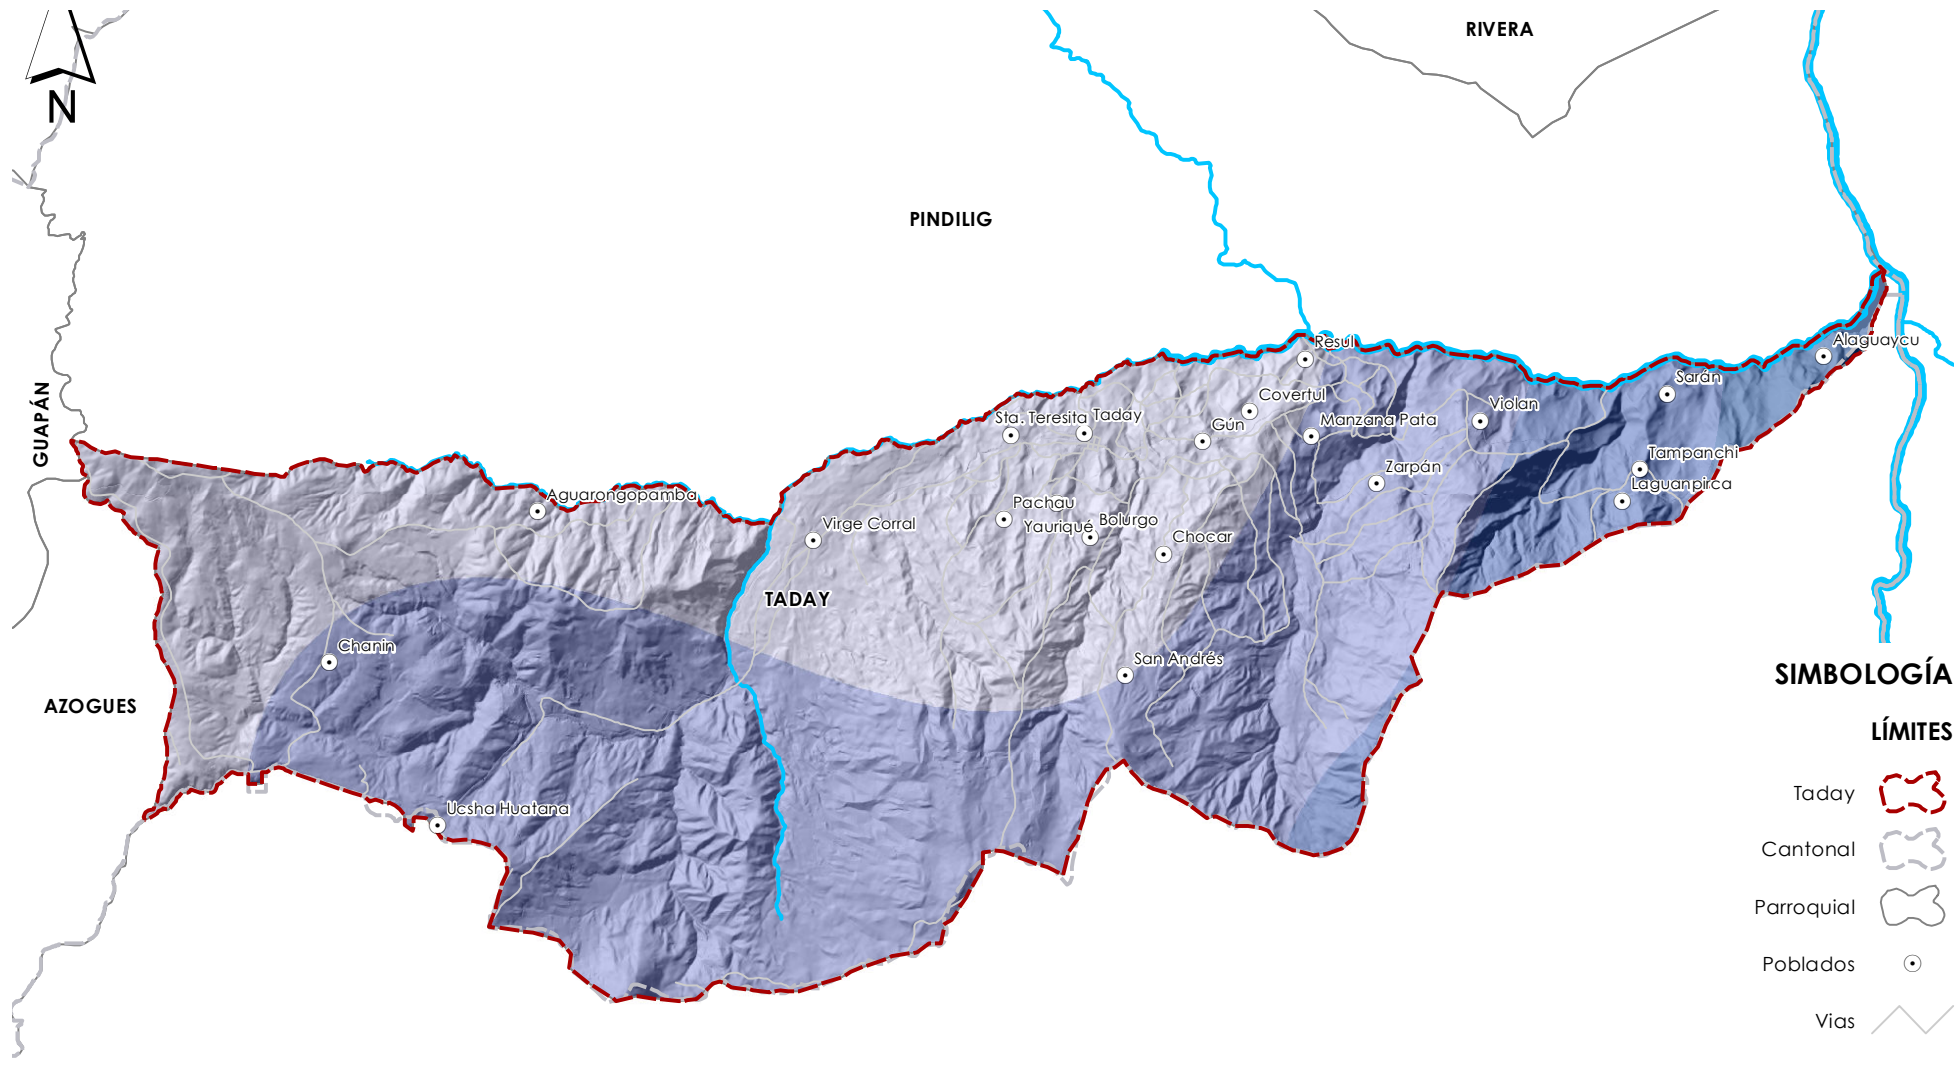 RIVERA
N
PINDILIG
Resul
Alaguaycu
Sarán
GUAPÁN
Covertul
Violan
Sta. Teresita
Taday
Gún
Manzana Pata
Tampanchi
Zarpán
Laguanpirca
Aguarongopamba
Pachau
Virge Corral
Yauriqué
Bolurgo
Chocar
TADAY
Chanin
San Andrés
AZOGUES
Ucsha Huatana
SIMBOLOGÍA
LÍMITES
Taday
Cantonal
Parroquial
Poblados
Vias